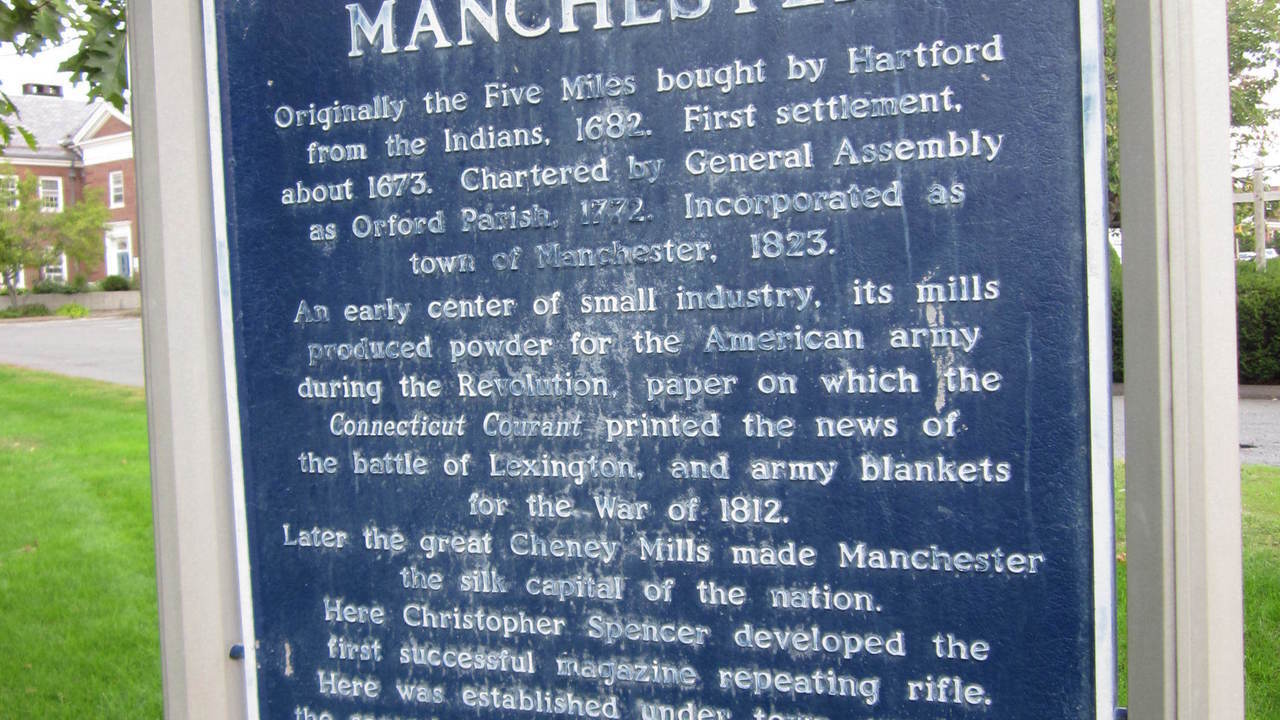 MANCHESTER
Originally the Five Miles bought by Hartford
from the Indians, 1682. First settlement,
about 1673. Chartered by General Assembly
as Orford Parish, 1772. Incorporated as
town of Manchester, 1823.
An early center of small industry, its mills
produced powder for the American army
during the Revolution, paper on which the
Connecticut Courant printed the news of
the battle of Lexington, and army blankets
for the War of 1812.
Later the great Cheney Mills made Manchester
the silk capital of the nation.
Here Christopher Spencer developed the
first successful magazine repeating rifle.
Here was established under town
the